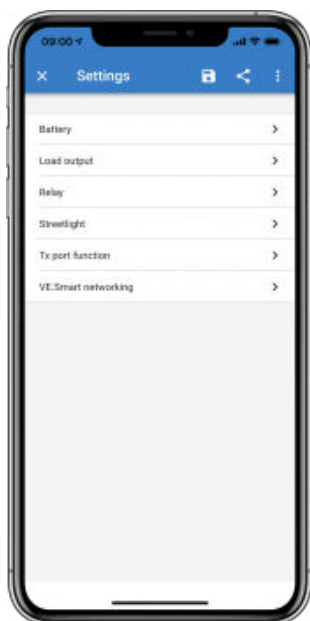 09:00
Settings
Battery
Load output
Relay
Streetlight
Tx port function
VE.Smart networking